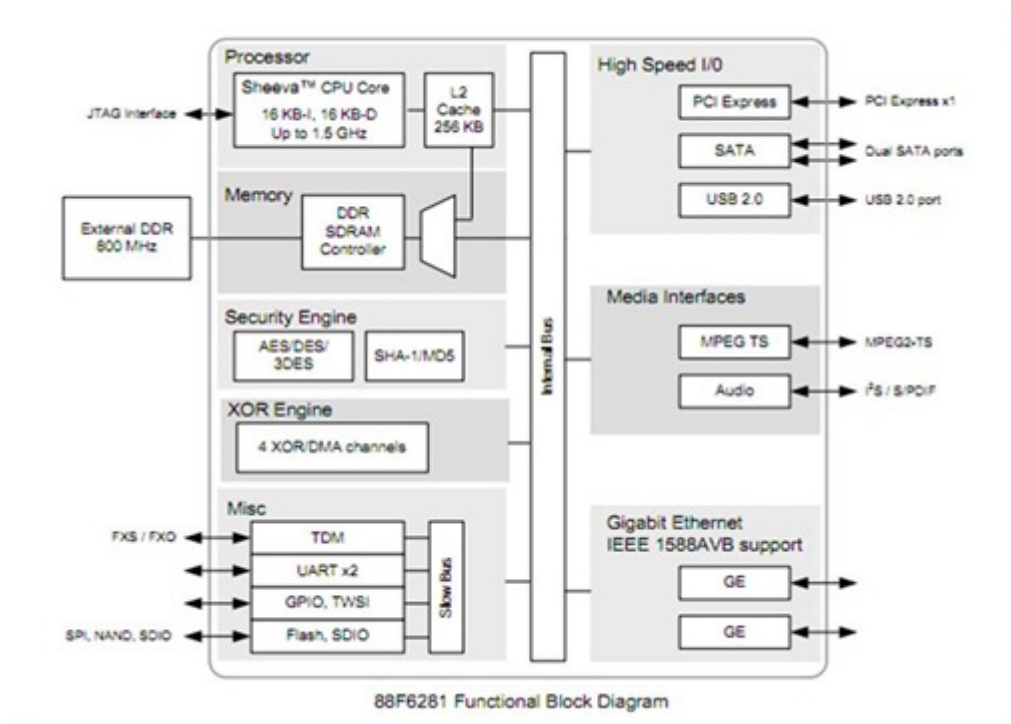 Processor
Sheeva™ CPU Core
16 KB-I, 16 KB-D
Up to 1.5 GHz
L2
Cache
256 KB
JTAG Interface
Memory
DDR
SDRAM
Controller
External DDR
800 MHz
Security Engine
AES/DES/
3DES
SHA-1/MD5
XOR Engine
4 XOR/DMA channels
Misc
FXS / FXO
TDM
UART x2
GPIO, TWSI
SPI, NAND, SDIO
Flash, SDIO
Slow Bus
Internal Bus
High Speed I/0
PCI Express
PCI Express x1
SATA
Dual SATA ports
USB 2.0
USB 2.0 port
Media Interfaces
MPEG TS
MPEG2-TS
Audio
I²S / S/PDIF
Gigabit Ethernet
IEEE 1588AVB support
GE
GE
88F6281 Functional Block Diagram